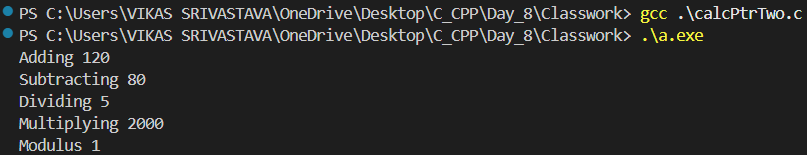 PS C:\Users\VIKAS SRIVASTAVA\OneDrive\Desktop\C_CPP\Day_8\Classwork> gcc .\calcPtrTwo.c
PS C:\Users\VIKAS SRIVASTAVA\OneDrive\Desktop\C_CPP\Day_8\Classwork> .\a.exe
Adding 120
Subtracting 80
Dividing 5
Multiplying 2000
Modulus 1